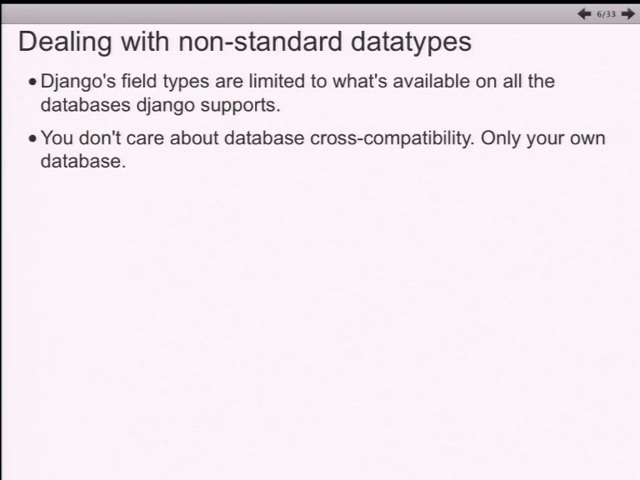 6/33
Dealing with non-standard datatypes
• Django's field types are limited to what's available on all the
databases django supports.
• You don't care about database cross-compatibility. Only your own
database.